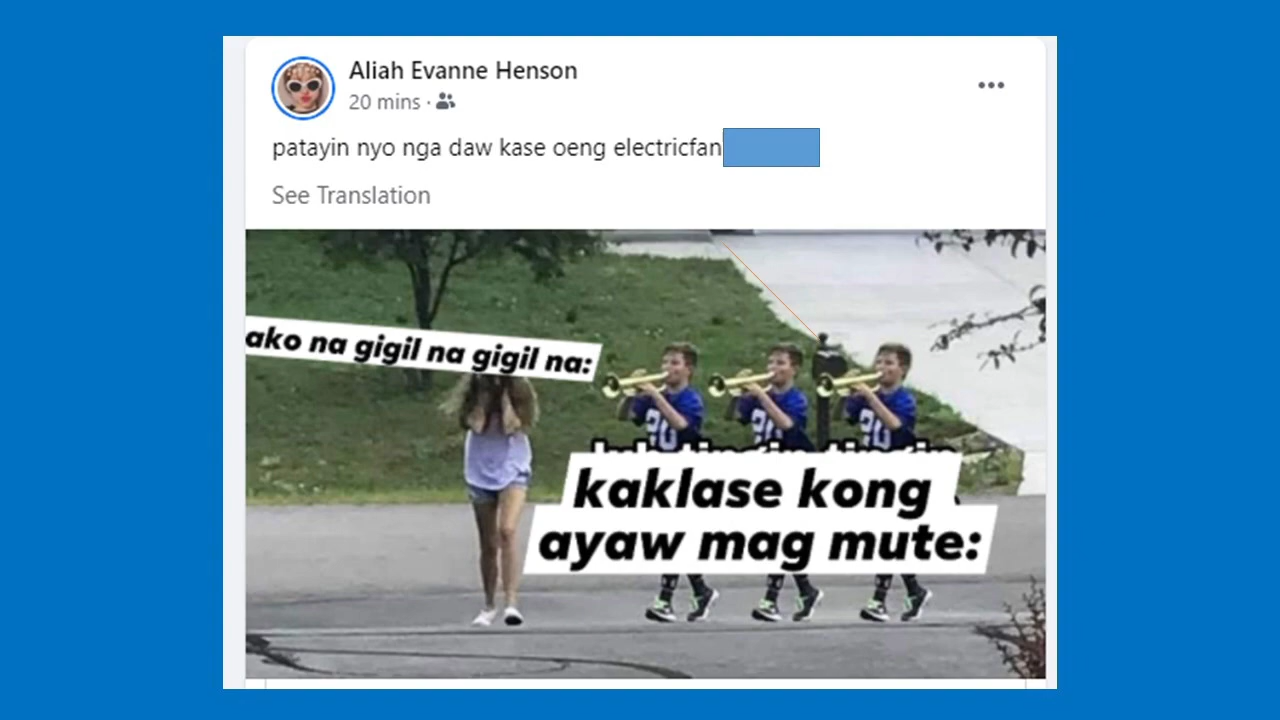 Aliah Evanne Henson
20 mins ·
patayin nyo nga daw kase oeng electricfan
See Translation
ako na gigil na gigil na:
kaklase kong
ayaw mag mute: